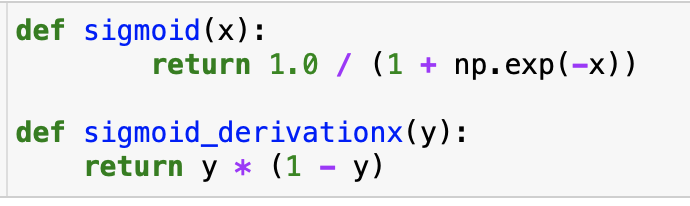 def sigmoid(x):
        return 1.0 / (1 + np.exp(-x))
def sigmoid_derivationx(y):
    return y * (1 - y)